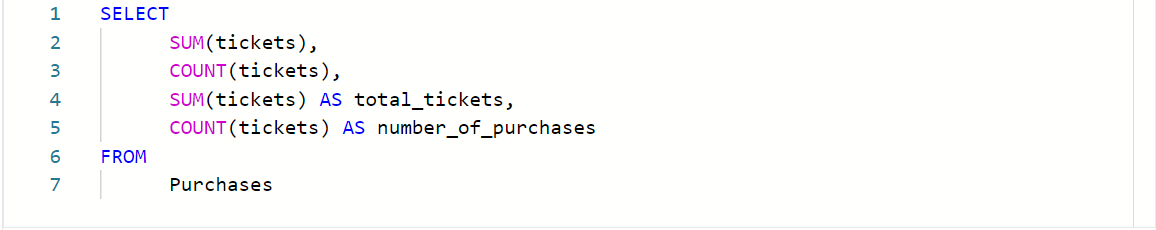 1 SELECT
2 SUM(tickets),
3 COUNT(tickets),
4 SUM(tickets) AS total_tickets,
5 COUNT(tickets) AS number_of_purchases
6 FROM
7 Purchases